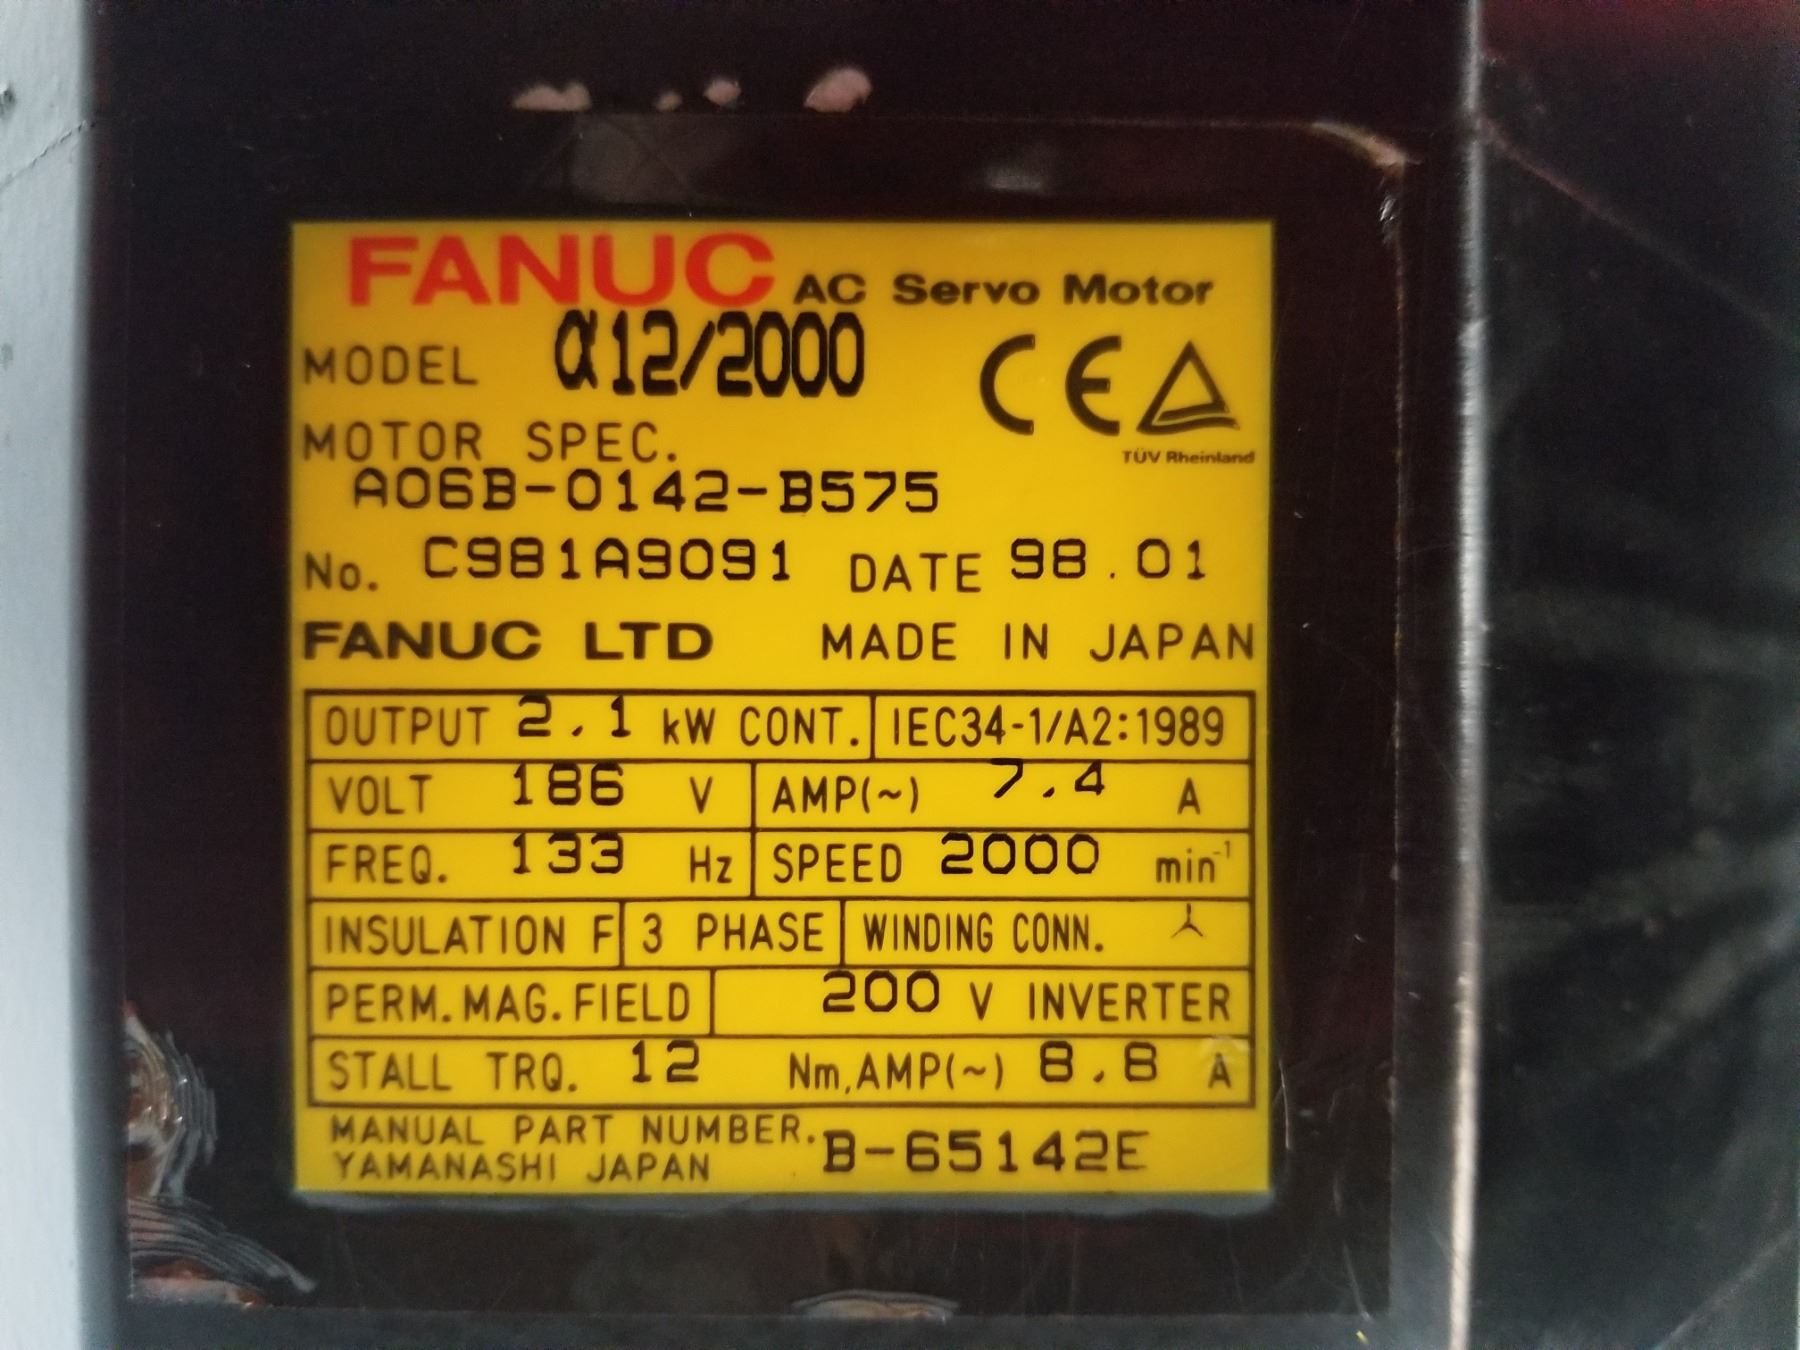 FANUC AC Servo Motor
MODEL α12/2000
CE
TÜV Rheinland
MOTOR SPEC.
A06B-0142-B575
No. C981A9091 DATE 98.01
FANUC LTD MADE IN JAPAN
OUTPUT 2.1 kW CONT. IEC34-1/A2:1989
VOLT 186 V AMP(~) 7.4 A
FREQ. 133 Hz SPEED 2000 min⁻¹
INSULATION F 3 PHASE WINDING CONN.
PERM.MAG.FIELD 200 V INVERTER
STALL TRQ. 12 Nm,AMP(~) 8.8 A
MANUAL PART NUMBER. B-65142E
YAMANASHI JAPAN